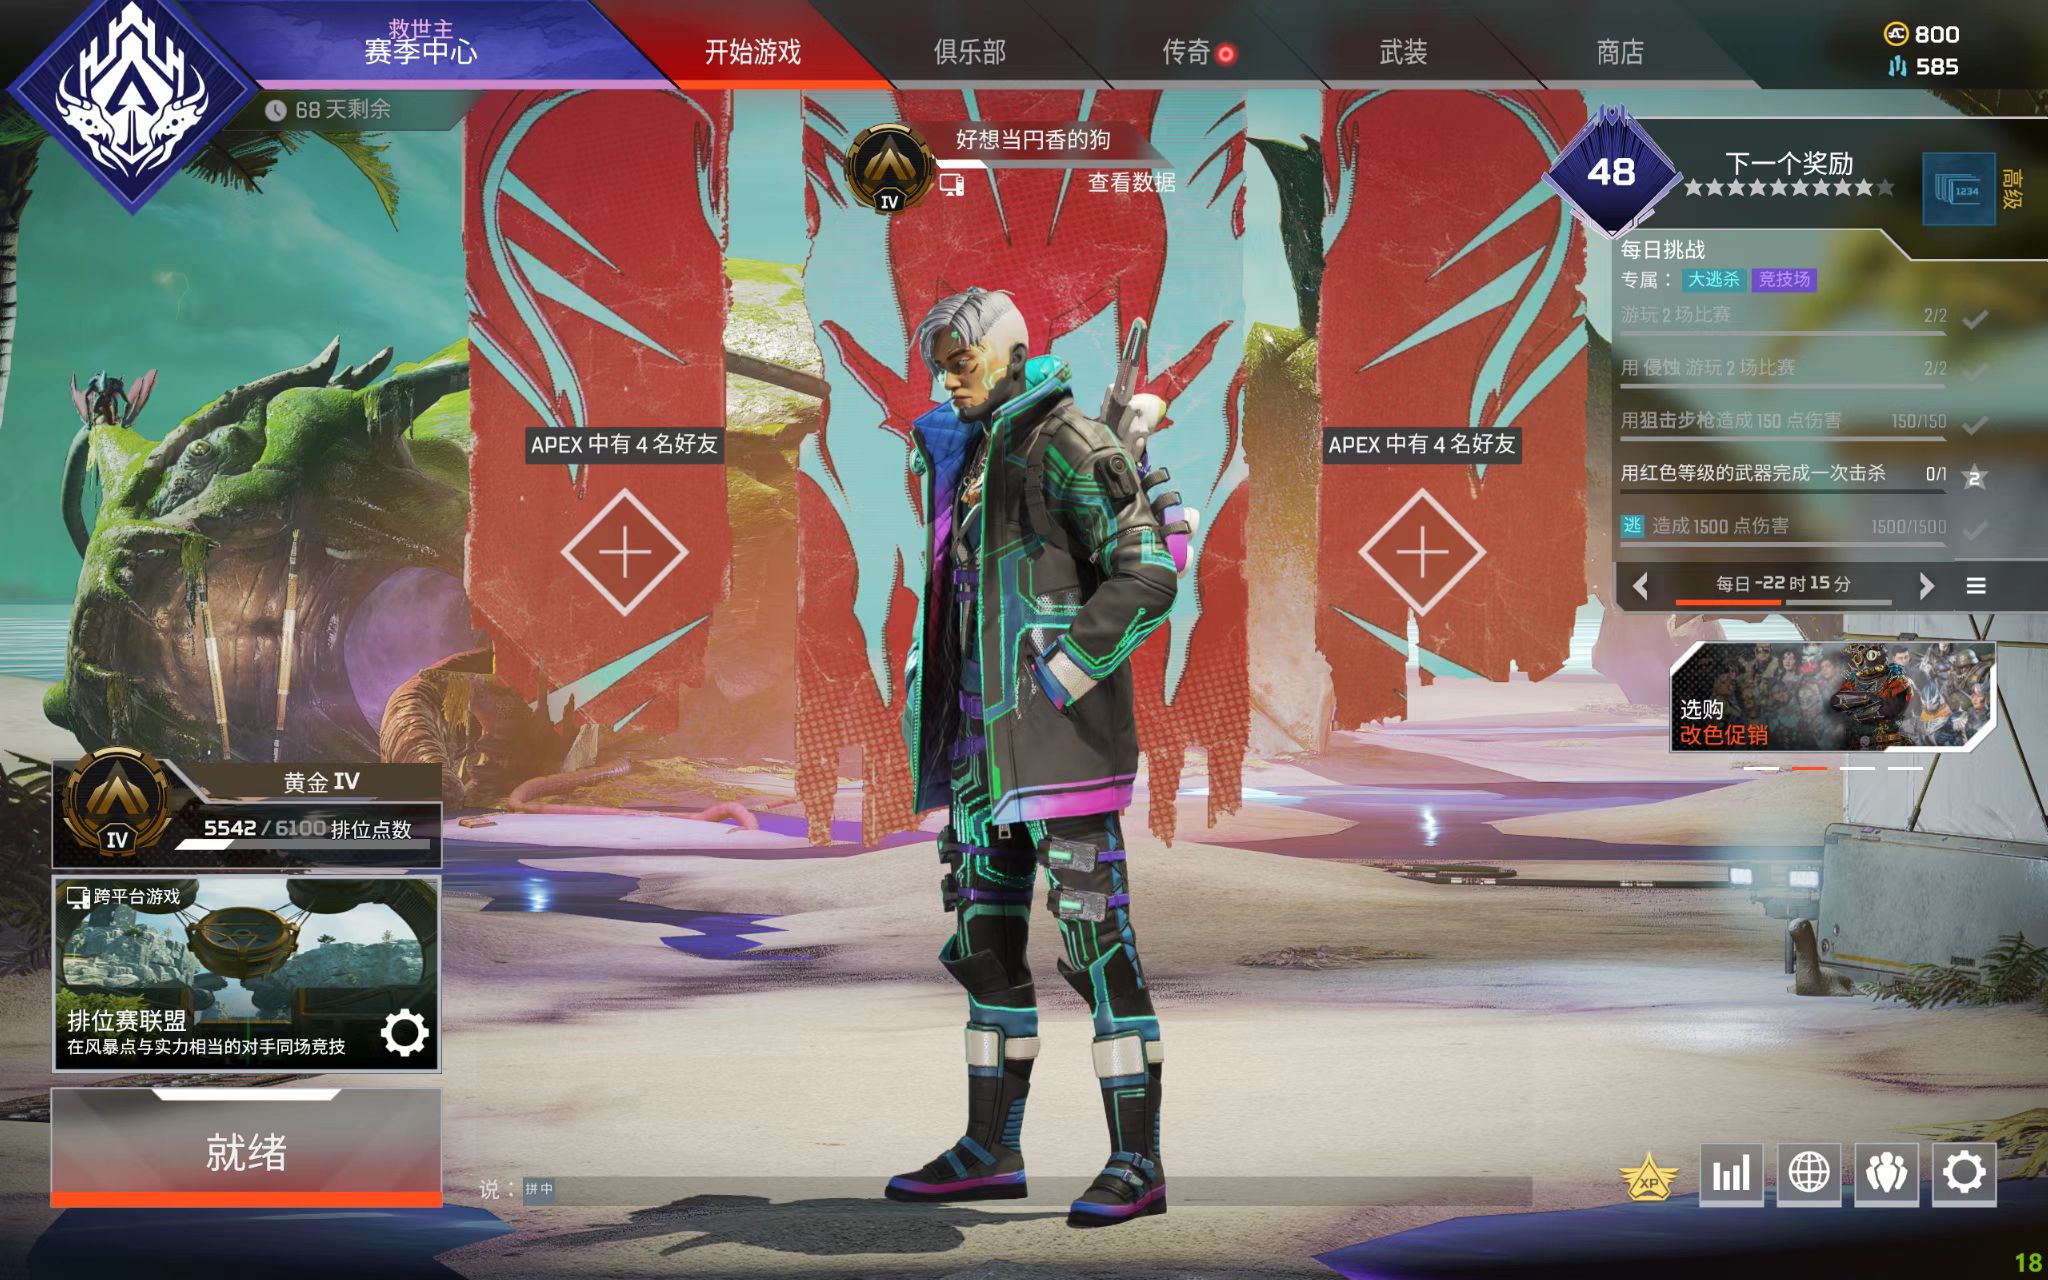 救世主
赛季中心
开始游戏
俱乐部
传奇
武装
商店
800
585
68 天剩余
好想当円香的狗
IV
查看数据
48
下一个奖励
1234
高级
每日挑战
专属： 大逃杀 竞技场
游玩 2 场比赛 2/2
用 侵蚀 游玩 2 场比赛 2/2
用狙击步枪造成 150 点伤害 150/150
用红色等级的武器完成一次击杀 0/1 2
逃 造成 1500 点伤害 1500/1500
每日 -22 时 15 分
APEX 中有 4 名好友
APEX 中有 4 名好友
选购
改色促销
黄金 IV
5542 / 6100 排位点数
IV
跨平台游戏
排位赛联盟
在风暴点与实力相当的对手同场竞技
就绪
说： 拼中
XP
18